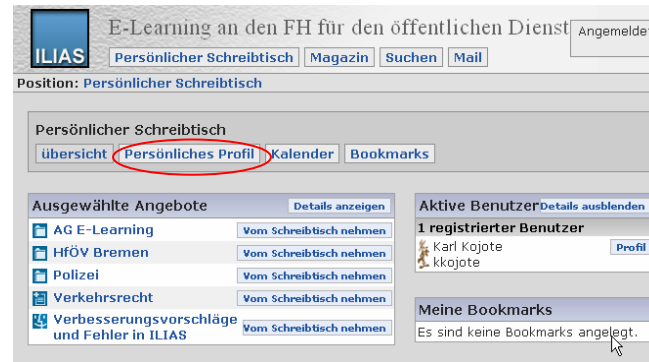 E-Learning an den FH für den öffentlichen Dienst
Angemeldet
ILIAS
Persönlicher Schreibtisch Magazin Suchen Mail
Position: Persönlicher Schreibtisch
Persönlicher Schreibtisch
übersicht Persönliches Profil Kalender Bookmarks
Ausgewählte Angebote Details anzeigen
AG E-Learning Vom Schreibtisch nehmen
HfÖV Bremen Vom Schreibtisch nehmen
Polizei Vom Schreibtisch nehmen
Verkehrsrecht Vom Schreibtisch nehmen
Verbesserungsvorschläge
und Fehler in ILIAS Vom Schreibtisch nehmen
Aktive Benutzer Details ausblenden
1 registrierter Benutzer
Karl Kojote Profil
kkojote
Meine Bookmarks
Es sind keine Bookmarks angelegt.